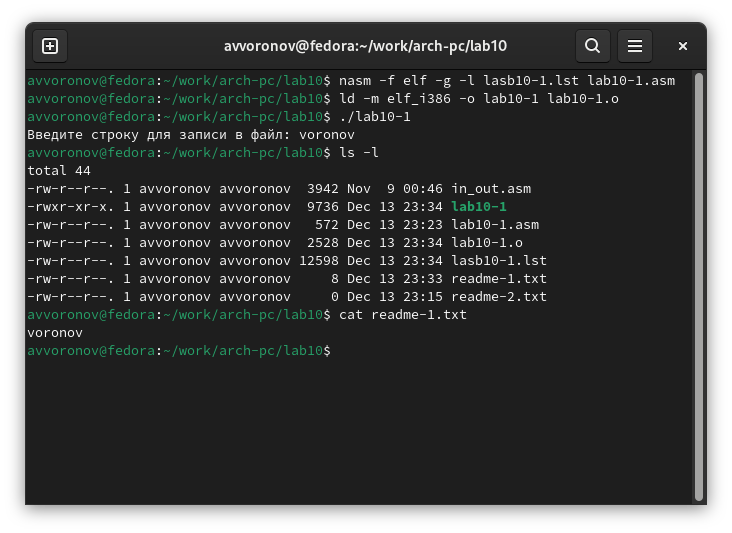 avvoronov@fedora:~/work/arch-pc/lab10
avvoronov@fedora:~/work/arch-pc/lab10$ nasm -f elf -g -l lasb10-1.lst lab10-1.asm
avvoronov@fedora:~/work/arch-pc/lab10$ ld -m elf_i386 -o lab10-1 lab10-1.o
avvoronov@fedora:~/work/arch-pc/lab10$ ./lab10-1
Введите строку для записи в файл: voronov
avvoronov@fedora:~/work/arch-pc/lab10$ ls -l
total 44
-rw-r--r--. 1 avvoronov avvoronov  3942 Nov  9 00:46 in_out.asm
-rwxr-xr-x. 1 avvoronov avvoronov  9736 Dec 13 23:34 lab10-1
-rw-r--r--. 1 avvoronov avvoronov   572 Dec 13 23:23 lab10-1.asm
-rw-r--r--. 1 avvoronov avvoronov  2528 Dec 13 23:34 lab10-1.o
-rw-r--r--. 1 avvoronov avvoronov 12598 Dec 13 23:34 lasb10-1.lst
-rw-r--r--. 1 avvoronov avvoronov     8 Dec 13 23:33 readme-1.txt
-rw-r--r--. 1 avvoronov avvoronov     0 Dec 13 23:15 readme-2.txt
avvoronov@fedora:~/work/arch-pc/lab10$ cat readme-1.txt
voronov
avvoronov@fedora:~/work/arch-pc/lab10$